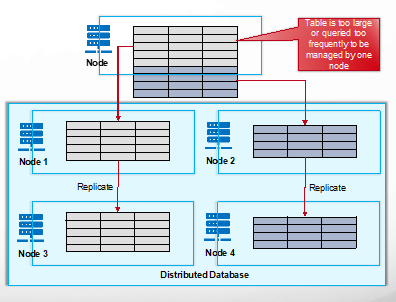 Table is too large
or queried too
frequently to be
managed by one
node
Node
Node 1
Node 2
Replicate
Replicate
Node 3
Node 4
Distributed Database